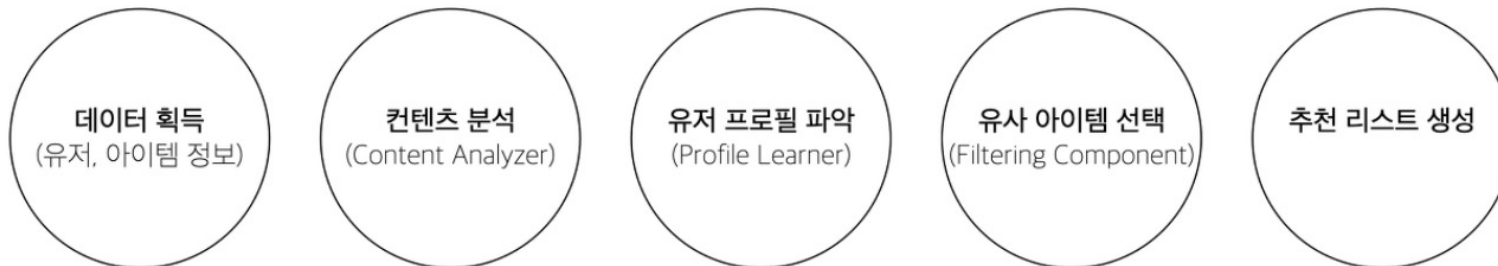 데이터 획득
(유저, 아이템 정보)
컨텐츠 분석
(Content Analyzer)
유저 프로필 파악
(Profile Learner)
유사 아이템 선택
(Filtering Component)
추천 리스트 생성